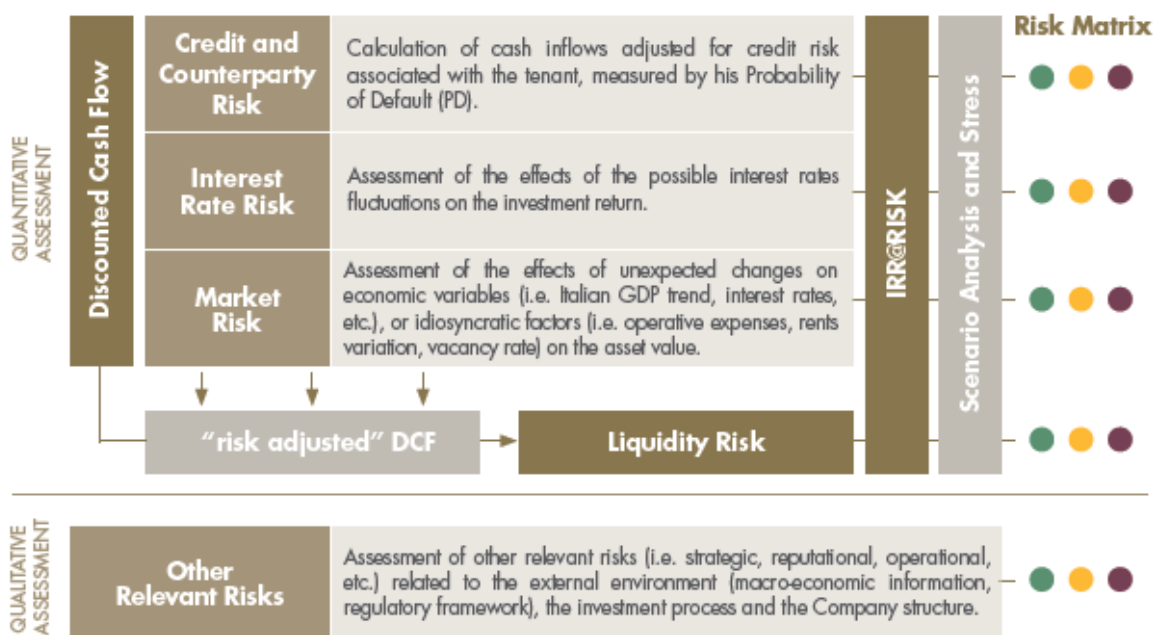 Risk Matrix
QUANTITATIVE
ASSESSMENT
Discounted Cash Flow
Credit and
Counterparty
Risk
Calculation of cash inflows adjusted for credit risk
associated with the tenant, measured by his Probability
of Default (PD).
Interest
Rate Risk
Assessment of the effects of the possible interest rates
fluctuations on the investment return.
Market
Risk
Assessment of the effects of unexpected changes on
economic variables (i.e. Italian GDP trend, interest rates,
etc.), or idiosyncratic factors (i.e. operative expenses, rents
variation, vacancy rate) on the asset value.
IRR@RISK
Scenario Analysis and Stress
“risk adjusted” DCF
Liquidity Risk
QUALITATIVE
ASSESSMENT
Other
Relevant Risks
Assessment of other relevant risks (i.e. strategic, reputational, operational,
etc.) related to the external environment (macro-economic information,
regulatory framework), the investment process and the Company structure.